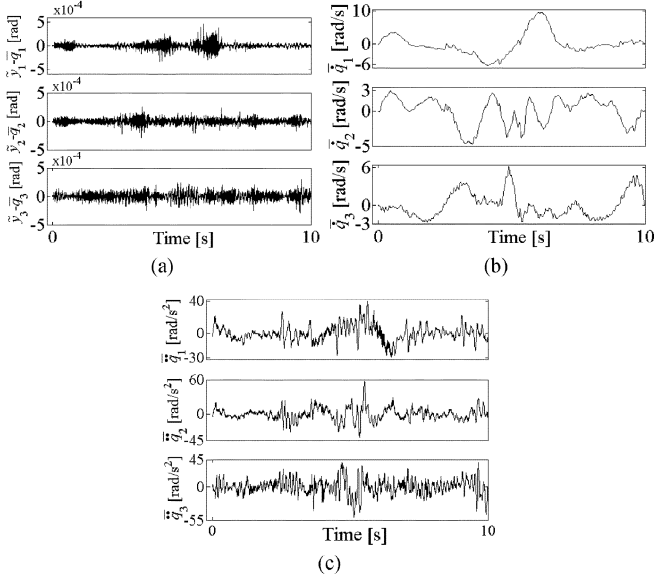 x10⁻⁴
5
0
-5
ỹ₁-q̄₁ [rad]
x10⁻⁴
5
0
-5
ỹ₂-q̄₂ [rad]
x10⁻⁴
5
0
-5
ỹ₃-q̄₃ [rad]
0
Time [s]
10
(a)
10
0
-6
q̄̇₁ [rad/s]
3
0
-5
q̄̇₂ [rad/s]
6
0
-3
q̄̇₃ [rad/s]
0
Time [s]
10
(b)
40
0
-30
q̄̈₁ [rad/s²]
60
0
-45
q̄̈₂ [rad/s²]
45
0
-55
q̄̈₃ [rad/s²]
0
Time [s]
10
(c)